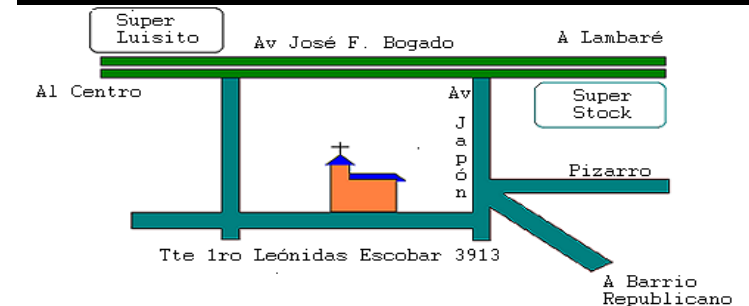 Super
Luisito
Av José F. Bogado
A Lambaré
Al Centro
Av
Japón
Super
Stock
Pizarro
Tte 1ro Leónidas Escobar 3913
A Barrio
Republicano